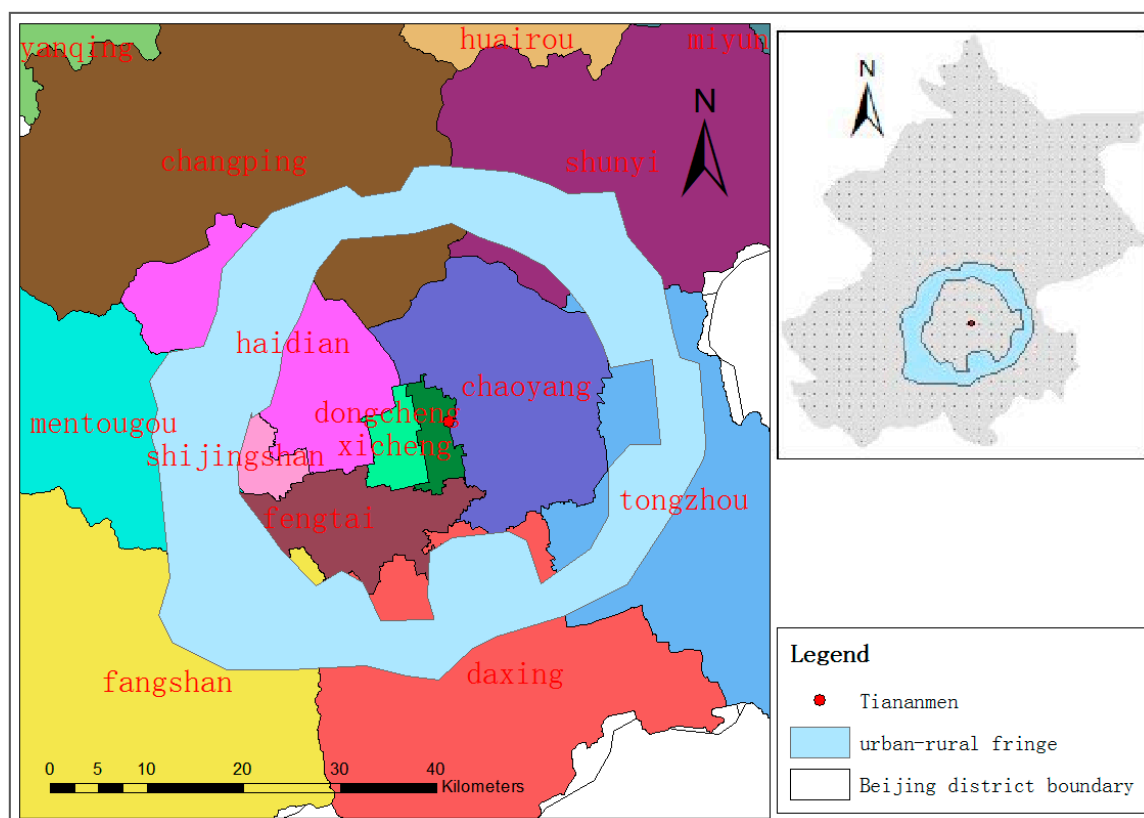 yanqing
huairou
miyun
N
changping
shunyi
haidian
chaoyang
mentougou
dongcheng
xicheng
shijingshan
tongzhou
fengtai
fangshan
daxing
0 5 10 20 30 40
Kilometers
N
Legend
Tiananmen
urban-rural fringe
Beijing district boundary